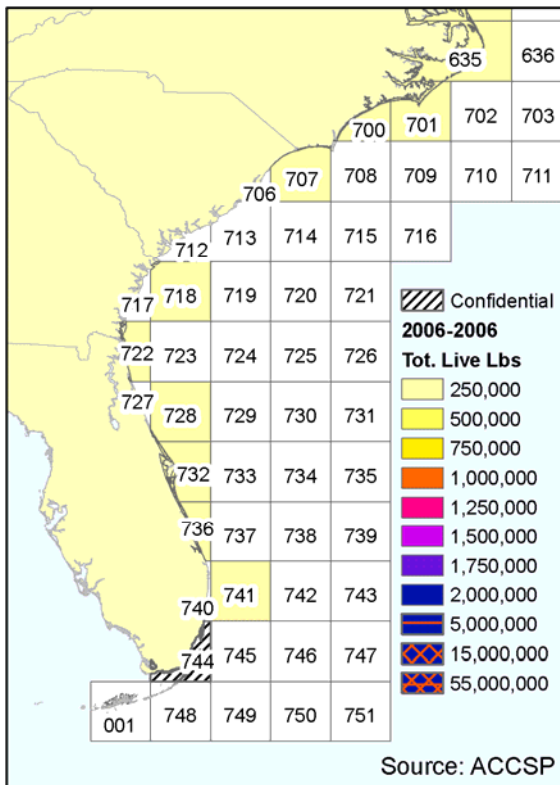 635 636
700 701 702 703
706 707 708 709 710 711
712 713 714 715 716
717 718 719 720 721
722 723 724 725 726
727 728 729 730 731
732 733 734 735
736 737 738 739
740 741 742 743
744 745 746 747
001 748 749 750 751
Confidential
2006-2006
Tot. Live Lbs
250,000
500,000
750,000
1,000,000
1,250,000
1,500,000
1,750,000
2,000,000
5,000,000
15,000,000
55,000,000
Source: ACCSP